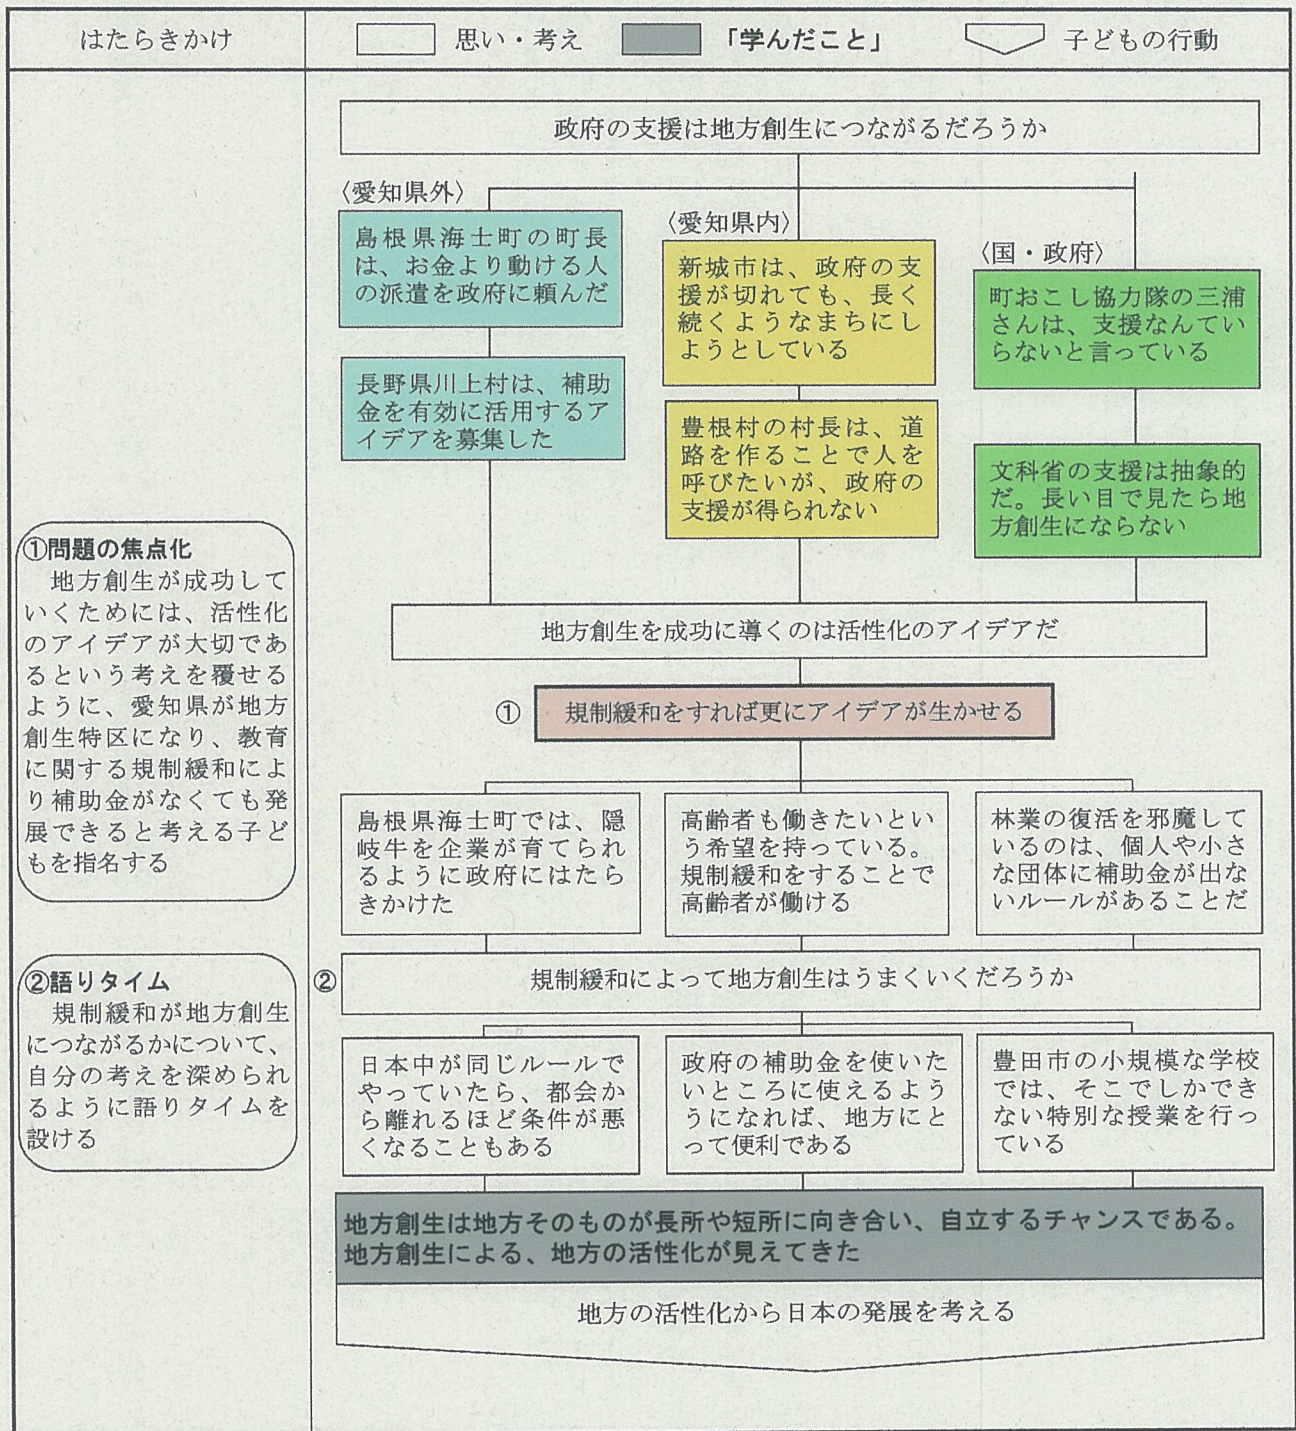 はたらきかけ
思い・考え
「学んだこと」
子どもの行動
政府の支援は地方創生につながるだろうか
〈愛知県外〉
島根県海士町の町長
は、お金より動ける人
の派遣を政府に頼んだ
長野県川上村は、補助
金を有効に活用するア
イデアを募集した
〈愛知県内〉
新城市は、政府の支
援が切れても、長く
続くようなまちにし
ようとしている
豊根村の村長は、道
路を作ることで人を
呼びたいが、政府の
支援が得られない
〈国・政府〉
町おこし協力隊の三浦
さんは、支援なんてい
らないと言っている
文科省の支援は抽象的
だ。長い目で見たら地
方創生にならない
①問題の焦点化
地方創生が成功して
いくためには、活性化
のアイデアが大切であ
るという考えを覆せる
ように、愛知県が地方
創生特区になり、教育
に関する規制緩和によ
り補助金がなくても発
展できると考える子ど
もを指名する
地方創生を成功に導くのは活性化のアイデアだ
①
規制緩和をすれば更にアイデアが生かせる
島根県海士町では、隠
岐牛を企業が育てられ
るように政府にはたら
きかけた
高齢者も働きたいとい
う希望を持っている。
規制緩和をすることで
高齢者が働ける
林業の復活を邪魔して
いるのは、個人や小さ
な団体に補助金が出な
いルールがあることだ
②語りタイム
規制緩和が地方創生
につながるかについて、
自分の考えを深められ
るように語りタイムを
設ける
②
規制緩和によって地方創生はうまくいくだろうか
日本中が同じルールで
やっていたら、都会か
ら離れるほど条件が悪
くなることもある
政府の補助金を使いた
いところに使えるよう
うになれば、地方にと
って便利である
豊田市の小規模な学校
では、そこでしかでき
ない特別な授業を行っ
ている
地方創生は地方そのものが長所や短所に向き合い、自立するチャンスである。
地方創生による、地方の活性化が見えてきた
地方の活性化から日本の発展を考える